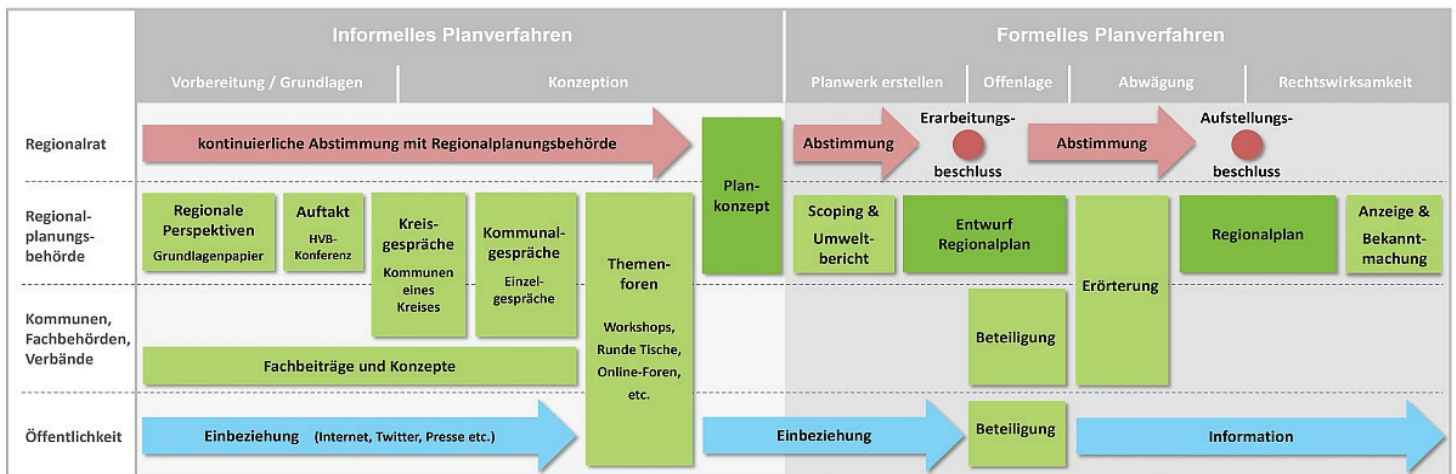 Informelles Planverfahren
Formelles Planverfahren
Vorbereitung / Grundlagen
Konzeption
Planwerk erstellen
Offenlage
Abwägung
Rechtswirksamkeit
Regionalrat
kontinuierliche Abstimmung mit Regionalplanungsbehörde
Plan-
konzept
Abstimmung
Erarbeitungs-
beschluss
Abstimmung
Aufstellungs-
beschluss
Regional-
planungs-
behörde
Regionale
Perspektiven
Grundlagenpapier
Auftakt
HVB-
Konferenz
Kreis-
gespräche
Kommunen
eines
Kreises
Kommunal-
gespräche
Einzel-
gespräche
Themen-
foren
Workshops,
Runde Tische,
Online-Foren,
etc.
Scoping &
Umwelt-
bericht
Entwurf
Regionalplan
Erörterung
Regionalplan
Anzeige &
Bekannt-
machung
Kommunen,
Fachbehörden,
Verbände
Fachbeiträge und Konzepte
Beteiligung
Öffentlichkeit
Einbeziehung (Internet, Twitter, Presse etc.)
Einbeziehung
Beteiligung
Information